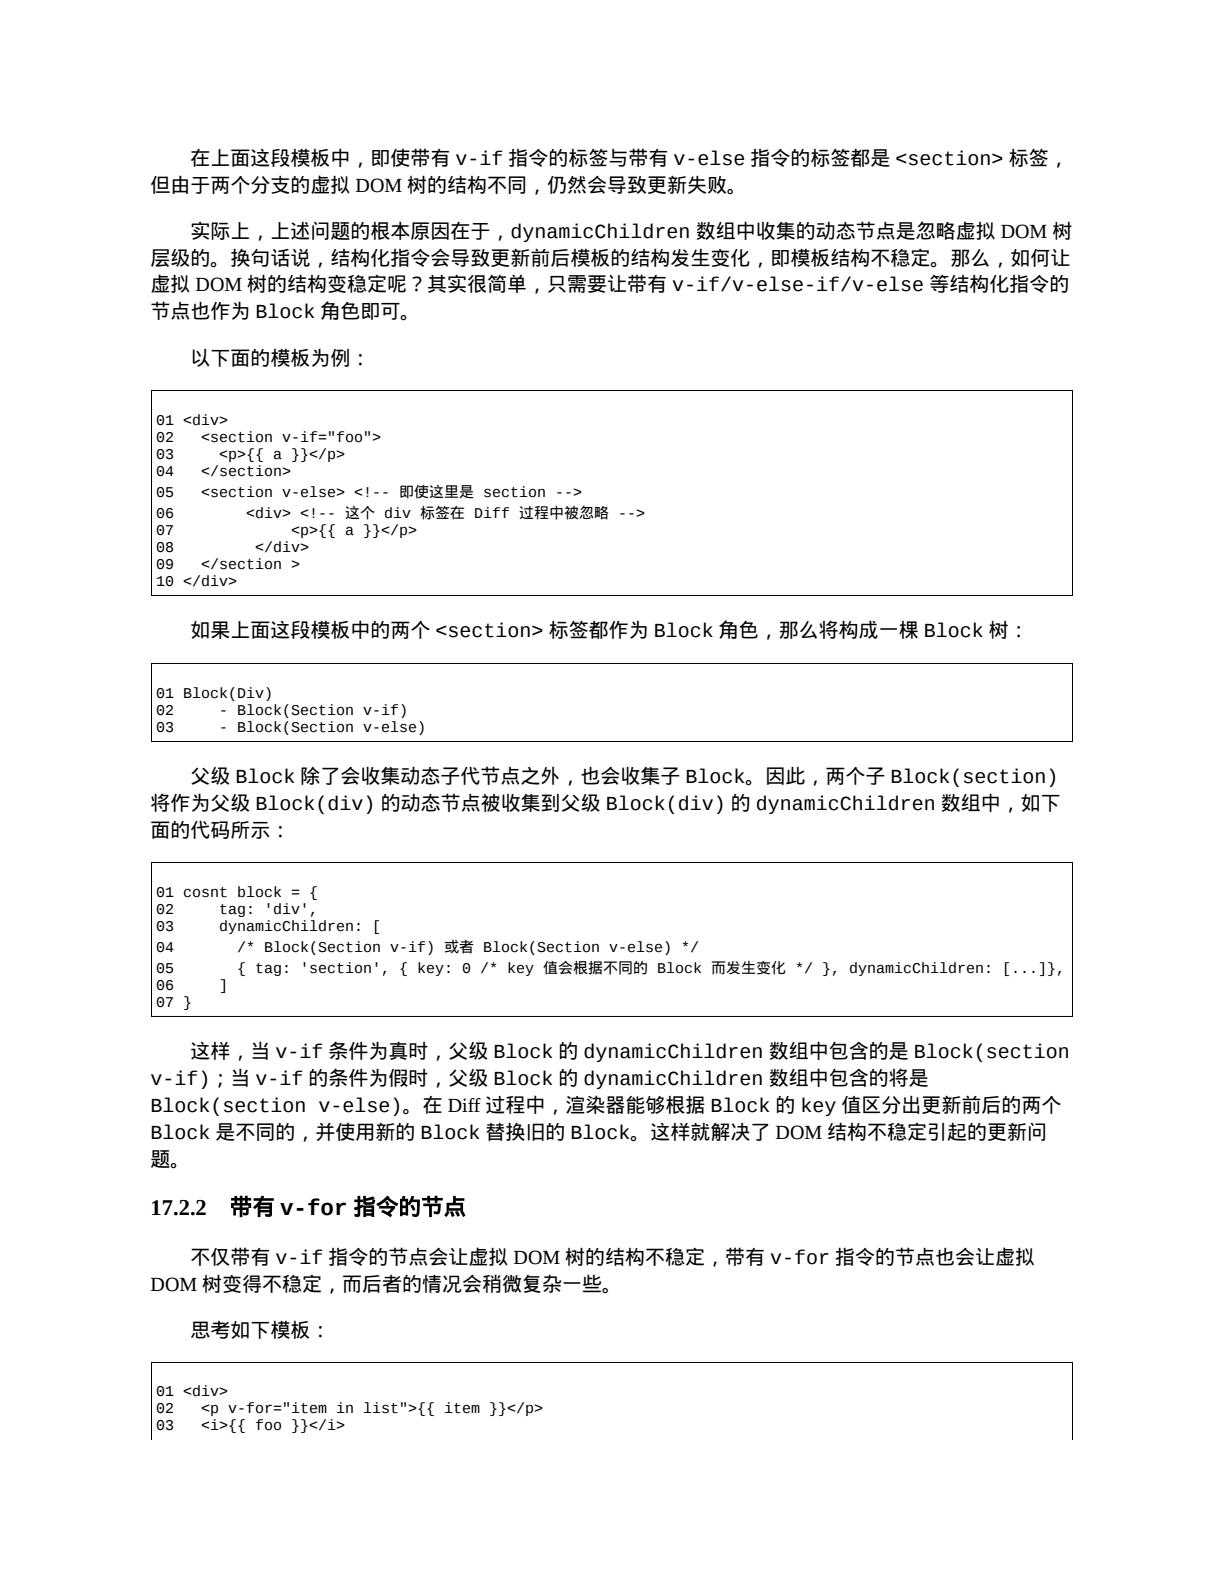 在上面这段模板中，即使带有 v-if 指令的标签与带有 v-else 指令的标签都是 <section> 标签，
但由于两个分支的虚拟 DOM 树的结构不同，仍然会导致更新失败。
实际上，上述问题的根本原因在于，dynamicChildren 数组中收集的动态节点是忽略虚拟 DOM 树
层级的。换句话说，结构化指令会导致更新前后模板的结构发生变化，即模板结构不稳定。那么，如何让
虚拟 DOM 树的结构变稳定呢？其实很简单，只需要让带有 v-if/v-else-if/v-else 等结构化指令的
节点也作为 Block 角色即可。
以下面的模板为例：
01 <div>
02   <section v-if="foo">
03     <p>{{ a }}</p>
04   </section>
05   <section v-else> <!-- 即使这里是 section -->
06        <div> <!-- 这个 div 标签在 Diff 过程中被忽略 -->
07             <p>{{ a }}</p>
08         </div>
09   </section >
10 </div>
如果上面这段模板中的两个 <section> 标签都作为 Block 角色，那么将构成一棵 Block 树：
01 Block(Div)
02     - Block(Section v-if)
03     - Block(Section v-else)
父级 Block 除了会收集动态子代节点之外，也会收集子 Block。因此，两个子 Block(section)
将作为父级 Block(div) 的动态节点被收集到父级 Block(div) 的 dynamicChildren 数组中，如下
面的代码所示：
01 cosnt block = {
02     tag: 'div',
03     dynamicChildren: [
04       /* Block(Section v-if) 或者 Block(Section v-else) */
05       { tag: 'section', { key: 0 /* key 值会根据不同的 Block 而发生变化 */ }, dynamicChildren: [...]},
06     ]
07 }
这样，当 v-if 条件为真时，父级 Block 的 dynamicChildren 数组中包含的是 Block(section
v-if)；当 v-if 的条件为假时，父级 Block 的 dynamicChildren 数组中包含的将是
Block(section v-else)。在 Diff 过程中，渲染器能够根据 Block 的 key 值区分出更新前后的两个
Block 是不同的，并使用新的 Block 替换旧的 Block。这样就解决了 DOM 结构不稳定引起的更新问
题。
17.2.2 带有 v-for 指令的节点
不仅带有 v-if 指令的节点会让虚拟 DOM 树的结构不稳定，带有 v-for 指令的节点也会让虚拟
DOM 树变得不稳定，而后者的情况会稍微复杂一些。
思考如下模板：
01 <div>
02   <p v-for="item in list">{{ item }}</p>
03   <i>{{ foo }}</i>